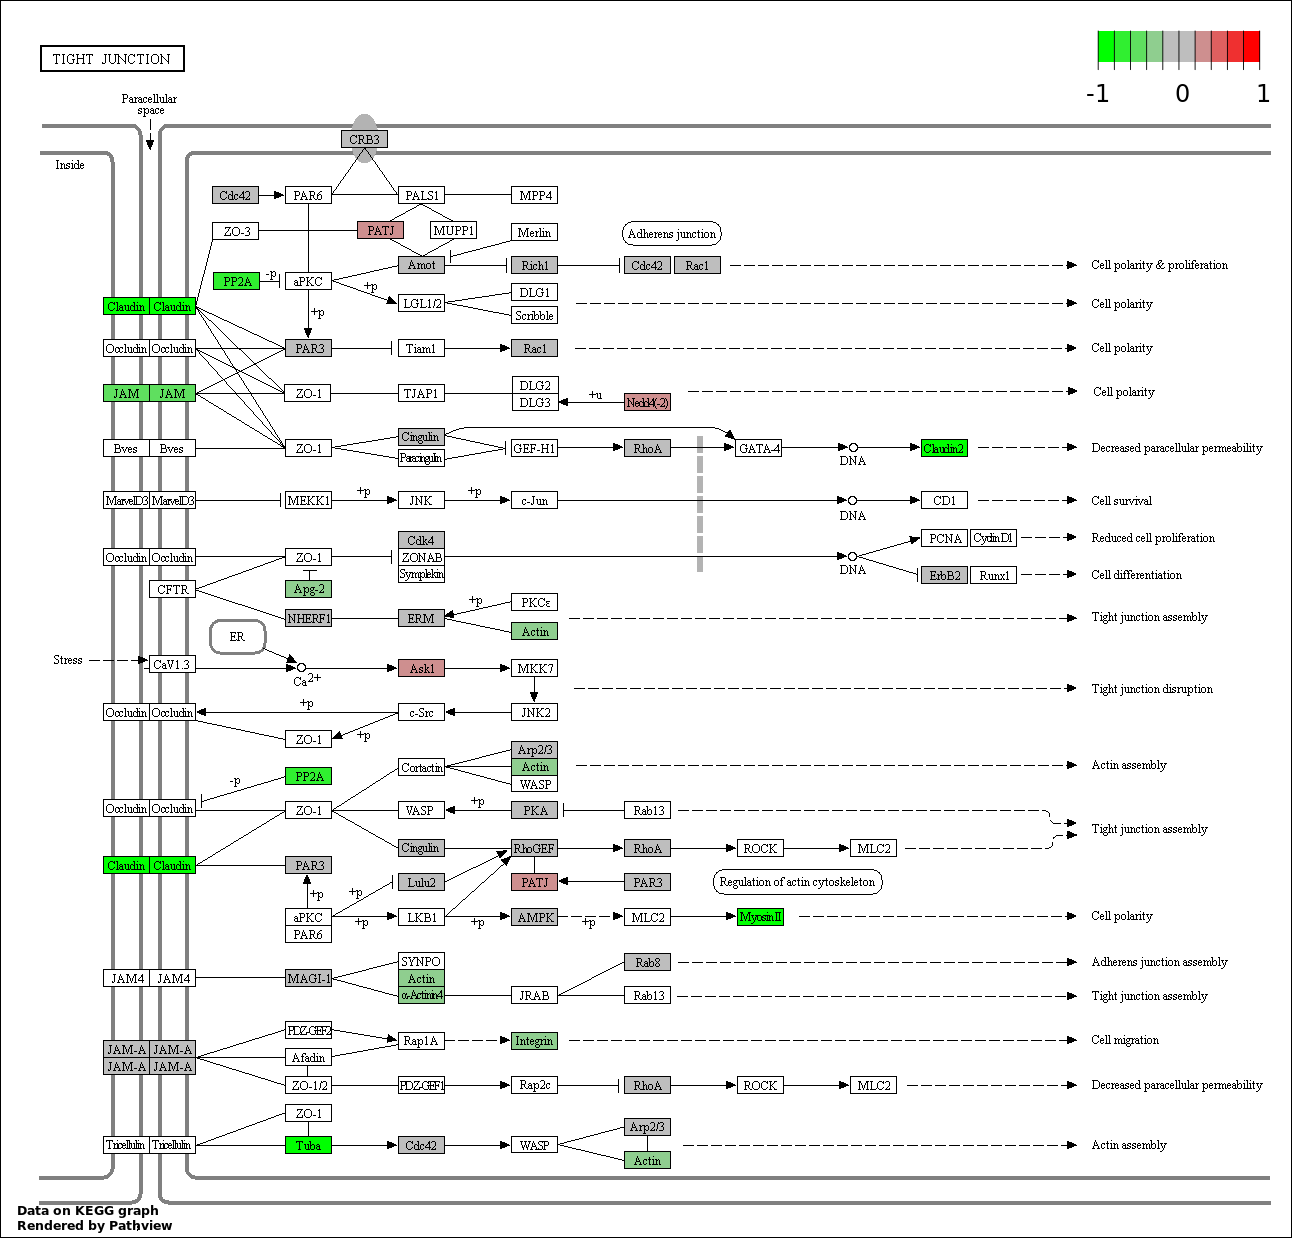 TIGHT JUNCTION
-1 0 1
Paracellular
space
CRB3
Inside
Cdc42 PAR6 PALS1 MPP4
ZO-3 PATJ MUPP1 Merlin Adherens junction
Amot Rich1 Cdc42 Rac1 Cell polarity & proliferation
PP2A -p aPKC +p
LGL1/2 DLG1 Cell polarity
Claudin Claudin +p Scribble
Occludin Occludin PAR3 Tiam1 Rac1 Cell polarity
JAM JAM ZO-1 TJAP1 DLG2 Cell polarity
DLG3 +u Nedd4(-2)
Bves Bves ZO-1 Cingulin GEF-H1 RhoA GATA-4 DNA Claudin2 Decreased paracellular permeability
Paracingulin
MarvelD3 MarvelD3 MEKK1 +p JNK +p c-Jun DNA CD1 Cell survival
Cdk4 PCNA CyclinD1 Reduced cell proliferation
Occludin Occludin ZO-1 ZONAB DNA
Symplekin ErbB2 Runx1 Cell differentiation
CFTR Apg-2
NHERF1 ERM +p PKCε Tight junction assembly
Actin
ER
Stress CaV1.3 Ca2+ Ask1 MKK7
Tight junction disruption
Occludin Occludin +p c-Src JNK2
ZO-1 +p
Arp2/3
Cortactin Actin Actin assembly
PP2A -p WASP
Occludin Occludin ZO-1 VASP +p PKA Rab13
Tight junction assembly
Cingulin RhoGEF RhoA ROCK MLC2
Claudin Claudin PAR3
Lulu2 PATJ PAR3 Regulation of actin cytoskeleton
+p +p
aPKC +p LKB1 +p AMPK +p MLC2 MyosinII Cell polarity
PAR6
SYNPO Rab8 Adherens junction assembly
JAM4 JAM4 MAGI-1 Actin
α-Actinin4 JRAB Rab13 Tight junction assembly
PDZ-GEF2
JAM-A JAM-A Rap1A Integrin Cell migration
JAM-A JAM-A Afadin
ZO-1/2 PDZ-GEF1 Rap2c RhoA ROCK MLC2 Decreased paracellular permeability
ZO-1
Arp2/3
Tricellulin Tricellulin Tuba Cdc42 WASP Actin assembly
Actin
Data on KEGG graph
Rendered by Pathview